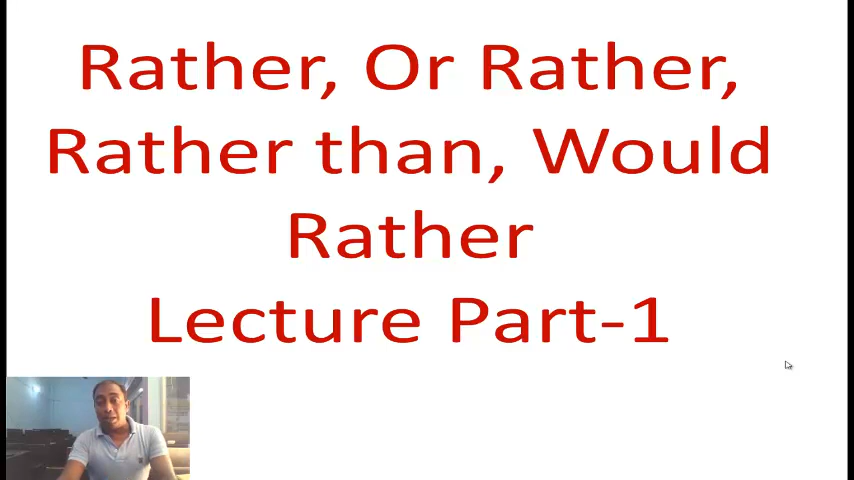 Rather, Or Rather,
Rather than, Would
Rather
Lecture Part-1